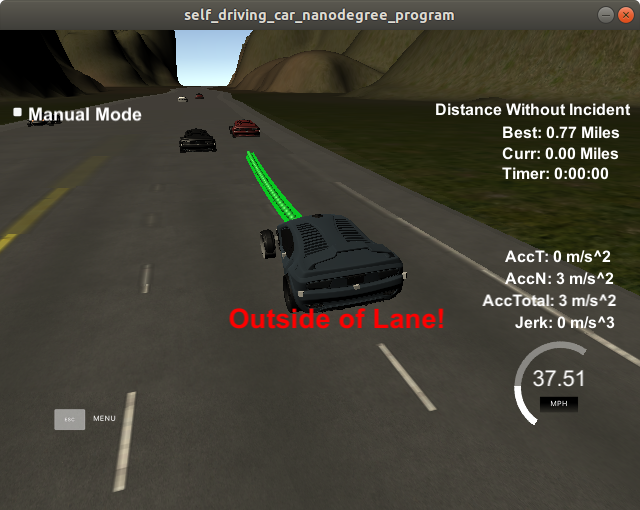 self_driving_car_nanodegree_program
Manual Mode
Distance Without Incident
Best: 0.77 Miles
Curr: 0.00 Miles
Timer: 0:00:00
AccT: 0 m/s^2
AccN: 3 m/s^2
AccTotal: 3 m/s^2
Jerk: 0 m/s^3
Outside of Lane!
37.51
MPH
ESC MENU